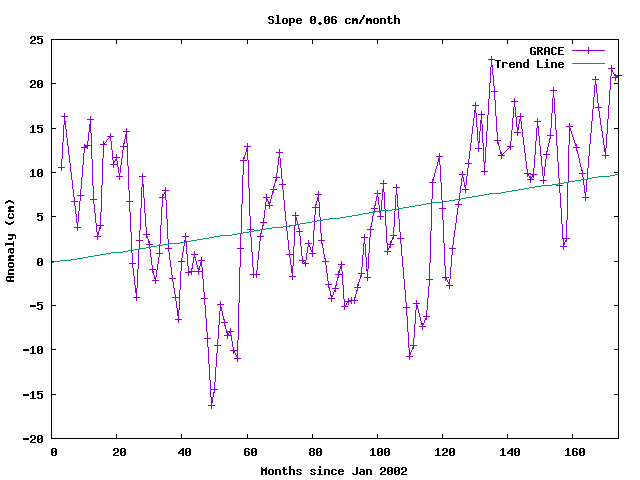 Slope 0.06 cm/month
25
20
15
10
5
0
-5
-10
-15
-20
Anomaly (cm)
GRACE
Trend Line
0 20 40 60 80 100 120 140 160
Months since Jan 2002